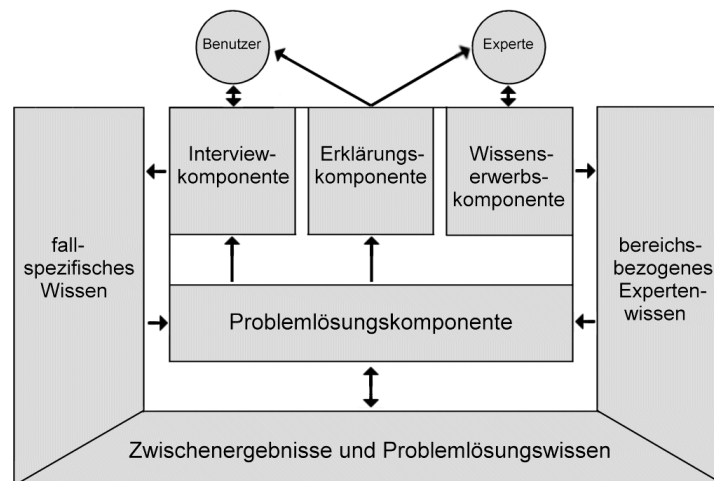 Benutzer
Experte
Interview-
komponente
Erklärungs-
komponente
Wissens-
erwerbs-
komponente
fall-
spezifisches
Wissen
bereichs-
bezogenes
Experten-
wissen
Problemlösungskomponente
Zwischenergebnisse und Problemlösungswissen